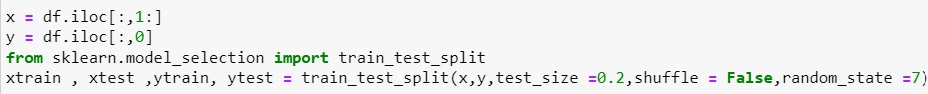 x = df.iloc[:,1:]
y = df.iloc[:,0]
from sklearn.model_selection import train_test_split
xtrain , xtest ,ytrain, ytest = train_test_split(x,y,test_size =0.2,shuffle = False,random_state =7)